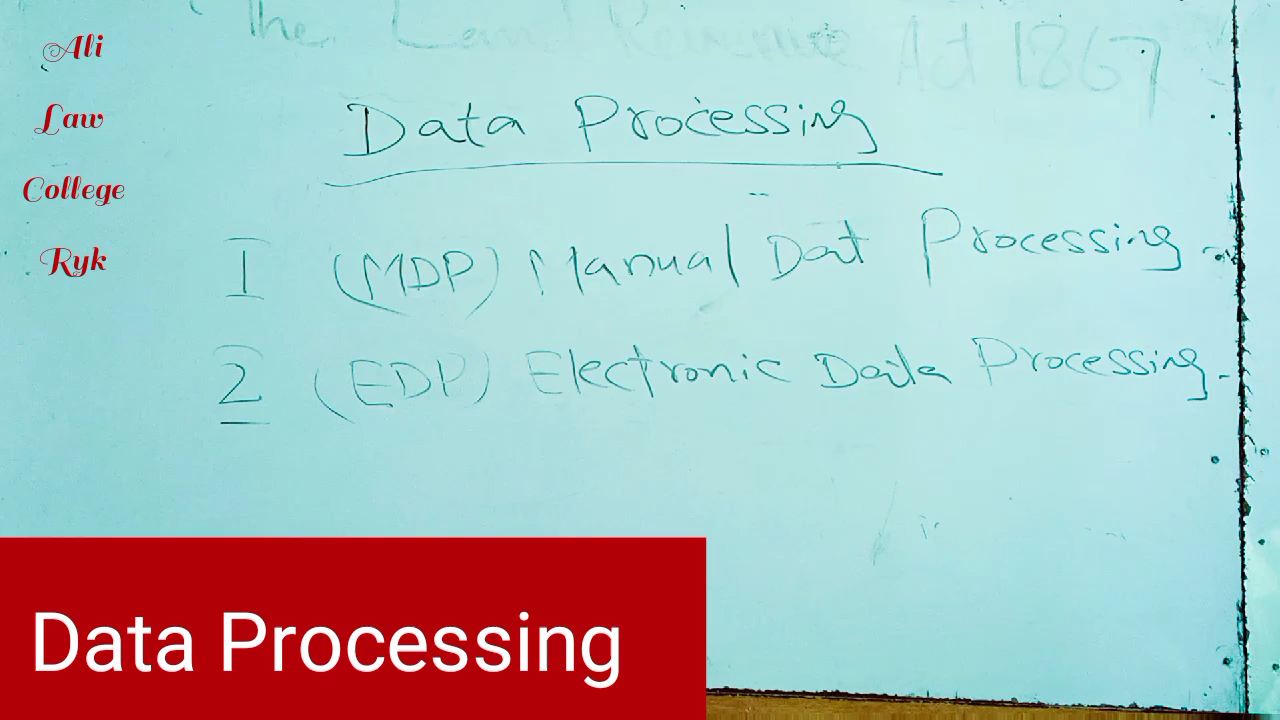 The Land Revenue Act 1867
Ali
Law
College
Ryk
Data Processing
1 (MDP) Manual Dat Processing.
2 (EDP) Electronic Data Processing.
Data Processing